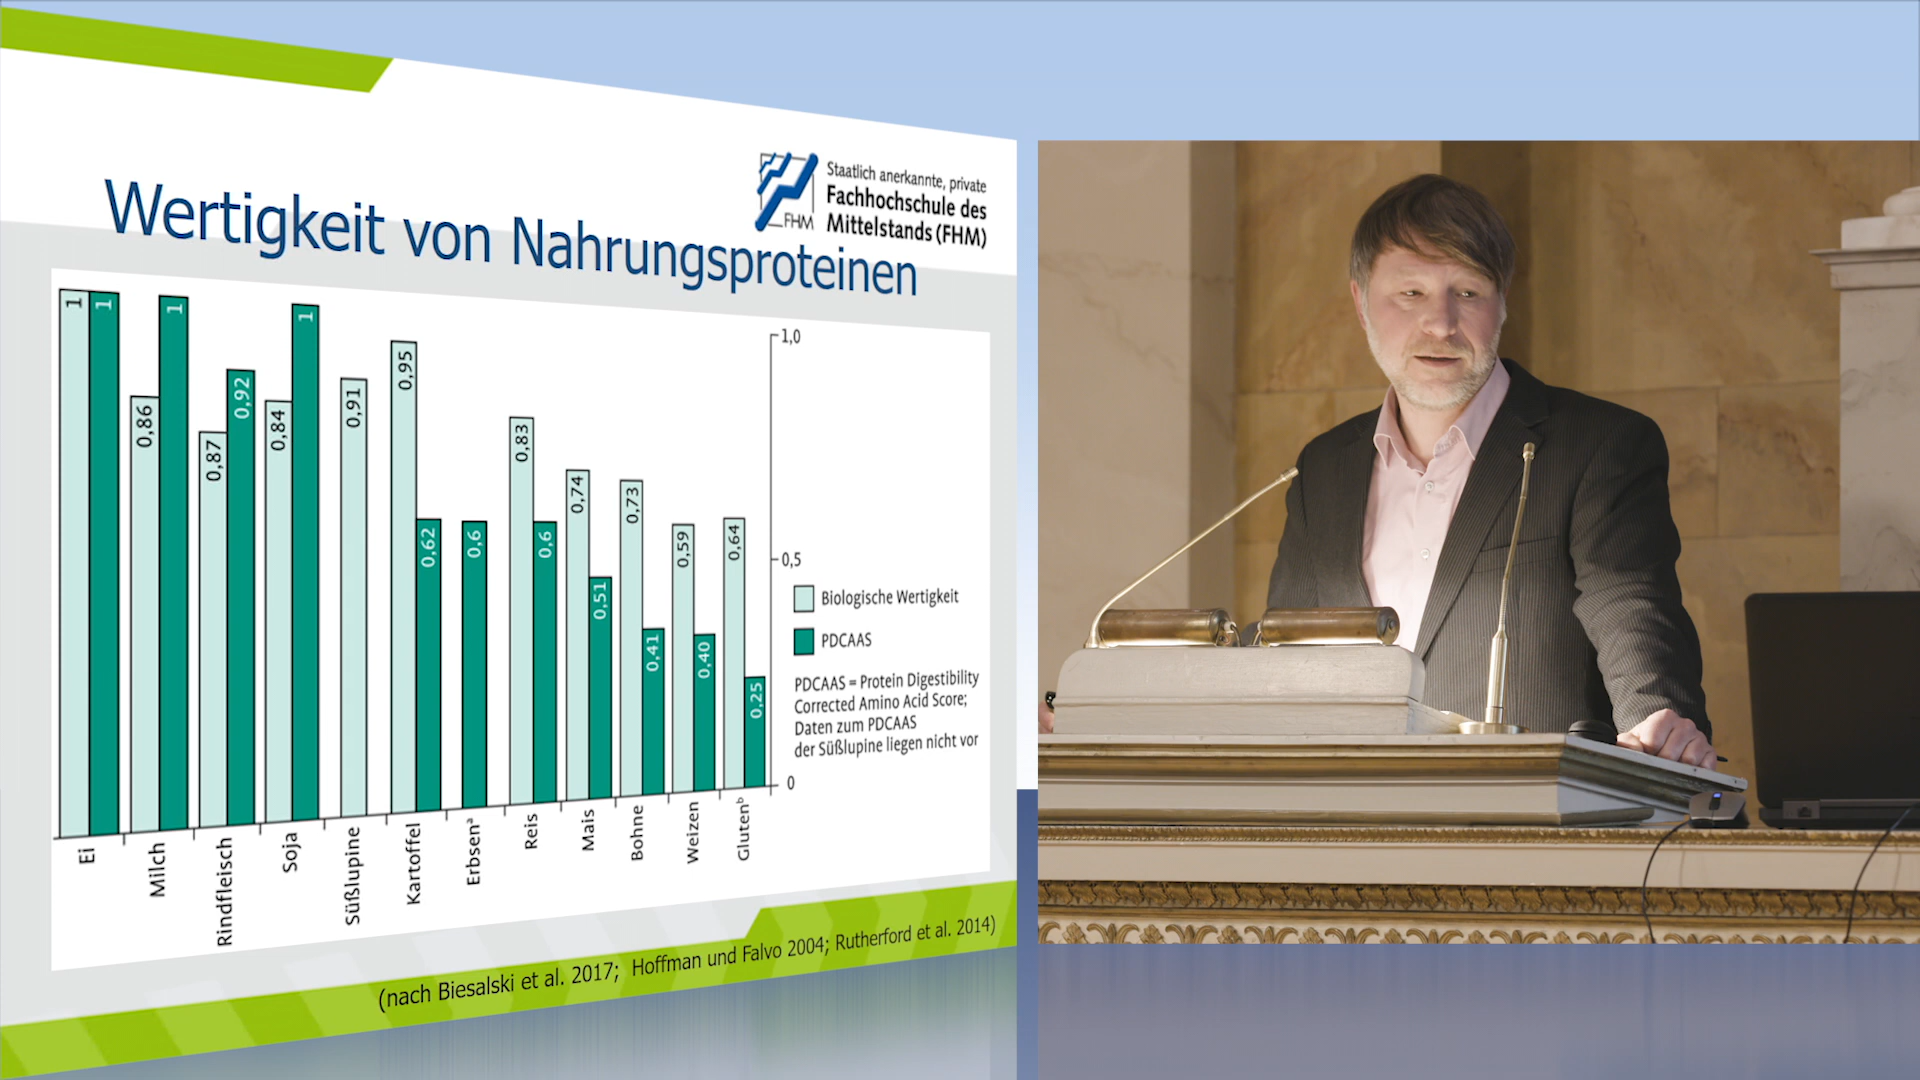 Staatlich anerkannte, private
Fachhochschule des
Mittelstands (FHM)
FHM
Wertigkeit von Nahrungsproteinen
1
1
0,86
1
0,87
0,92
0,84
1
0,91
0,95
0,62
0,6
0,83
0,6
0,74
0,51
0,73
0,41
0,59
0,40
0,64
0,25
1,0
0,5
0
Biologische Wertigkeit
PDCAAS
PDCAAS = Protein Digestibility
Corrected Amino Acid Score;
Daten zum PDCAAS
der Süßlupine liegen nicht vor
Ei
Milch
Rindfleisch
Soja
Süßlupine
Kartoffel
Erbsenᵃ
Reis
Mais
Bohne
Weizen
Glutenᵇ
(nach Biesalski et al. 2017; Hoffman und Falvo 2004; Rutherford et al. 2014)